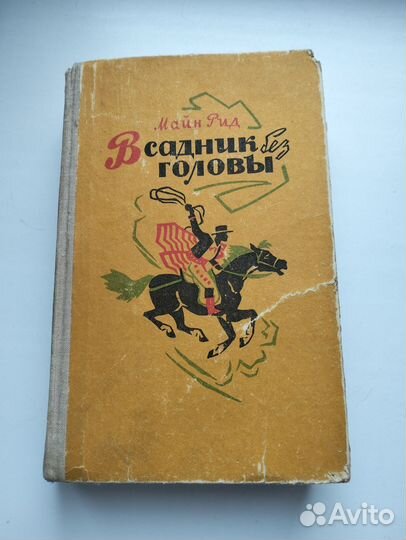 Майн Рид
Всадник без
головы
Avito